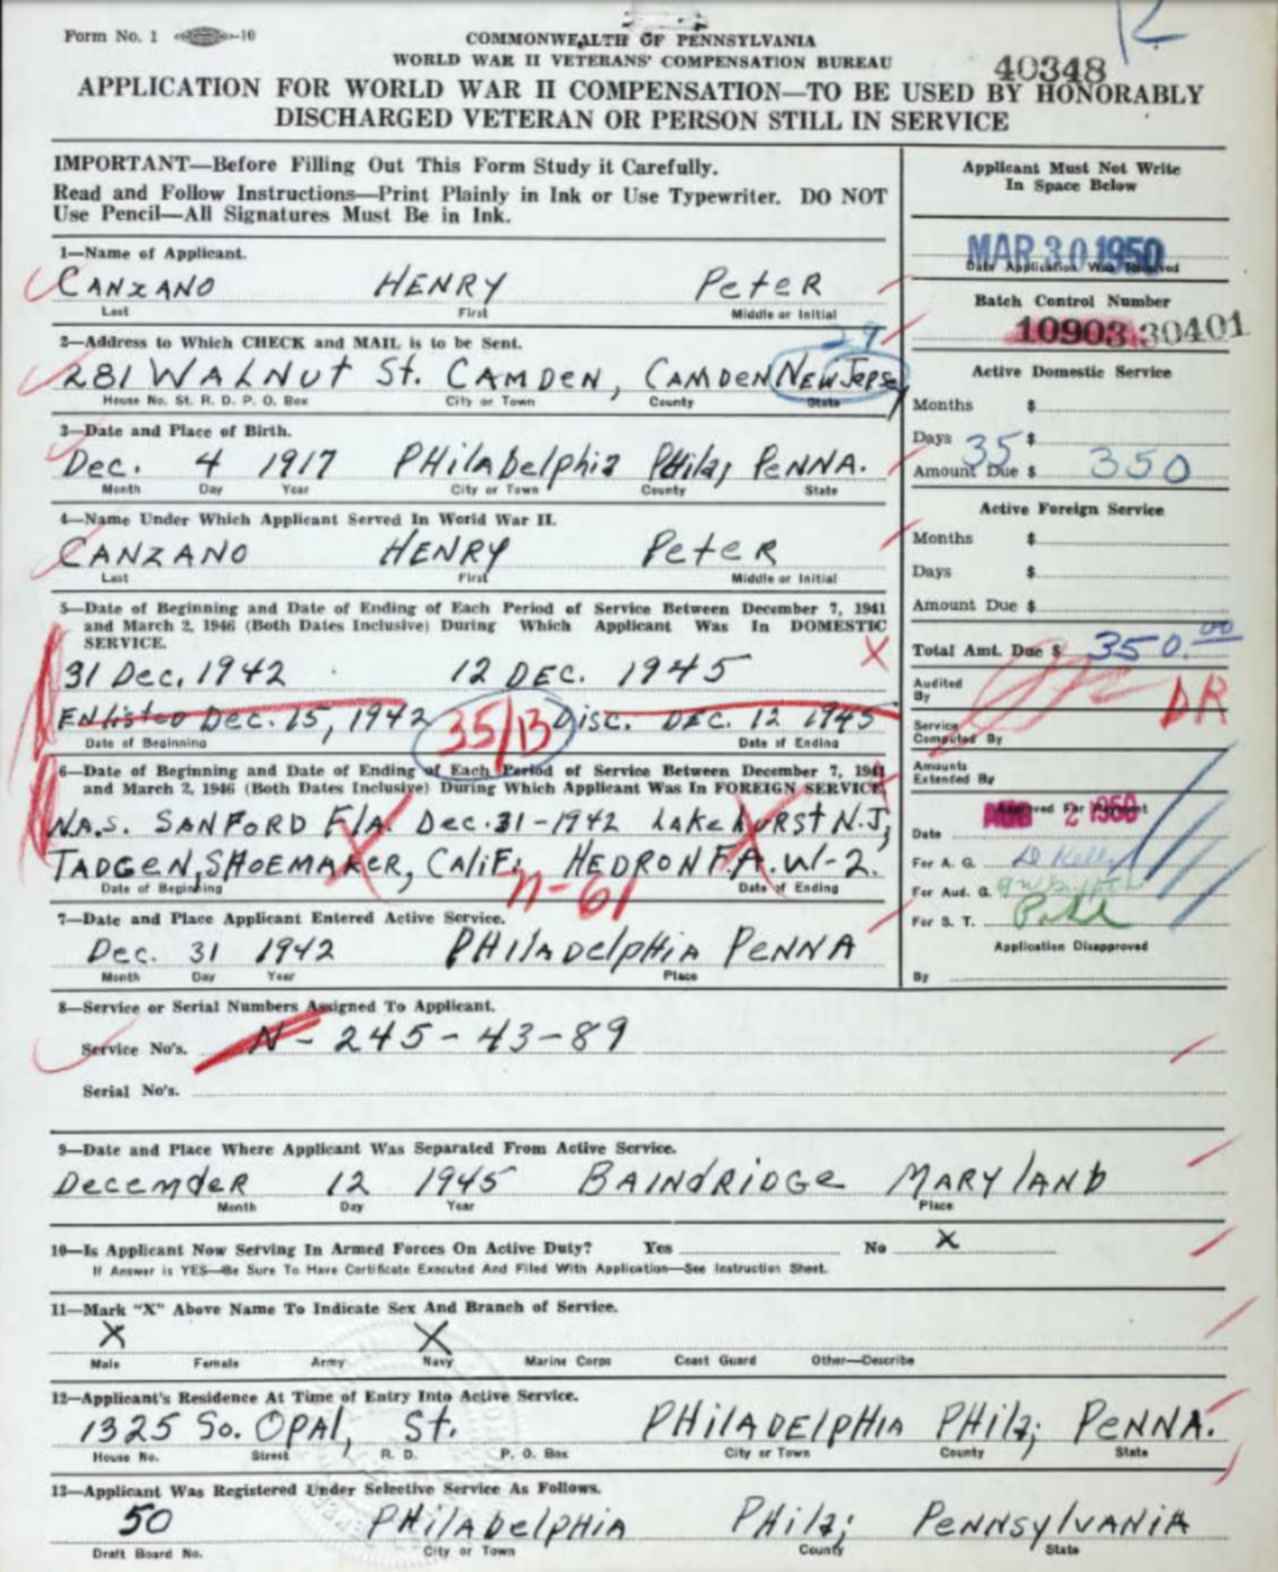 Form No. 1 -10
COMMONWEALTH OF PENNSYLVANIA
WORLD WAR II VETERANS' COMPENSATION BUREAU
40348
APPLICATION FOR WORLD WAR II COMPENSATION—TO BE USED BY HONORABLY
DISCHARGED VETERAN OR PERSON STILL IN SERVICE
IMPORTANT—Before Filling Out This Form Study it Carefully.
Read and Follow Instructions—Print Plainly in Ink or Use Typewriter. DO NOT
Use Pencil—All Signatures Must Be in Ink.
1—Name of Applicant.
CANZANO HENRY PeteR
Last First Middle or Initial
2—Address to Which CHECK and MAIL is to be Sent.
29
281 WALNUt St. CAMDEN, CAMDEN NEW Jersey
House No. St. R. D. P. O. Box City or Town County State
3—Date and Place of Birth.
Dec. 4 1917 PHilADelphia Phila; PeNNA.
Month Day Year City or Town County State
4—Name Under Which Applicant Served In World War II.
CANZANO HENRY PeteR
Last First Middle or Initial
5—Date of Beginning and Date of Ending of Each Period of Service Between December 7, 1941
and March 2, 1946 (Both Dates Inclusive) During Which Applicant Was In DOMESTIC
SERVICE.
X
31 Dec. 1942 12 DEC. 1945
ENlisteD Dec. 15, 1942 35/13 Disc. DEC. 12 1945
Date of Beginning Date of Ending
6—Date of Beginning and Date of Ending of Each Period of Service Between December 7, 1941
and March 2, 1946 (Both Dates Inclusive) During Which Applicant Was In FOREIGN SERVICE.
N.A.S. SANFORD FlA. Dec. 31-1942 LakehURSt N.J,
TADCEN, SHOEMAKER, CAliF. HEDRON F.A.W-2.
Date of Beginning Date of Ending
n-61
7—Date and Place Applicant Entered Active Service.
Dec. 31 1942 PHIlADelpHiA PeNNA
Month Day Year Place
Applicant Must Not Write
In Space Below
MAR 30 1950
Date Application Was Received
Batch Control Number
10903 30401
Active Domestic Service
Months $
Days 35 $
Amount Due $ 350
Active Foreign Service
Months $
Days $
Amount Due $
Total Amt. Due $ 350.00
Audited
By
DR
Service
Computed By
Amounts
Extended By
Approved For Payment
Date AUG 2 1950
For A. G. D Kelly
For Aud. G.
For S. T.
Application Disapproved
By
8—Service or Serial Numbers Assigned To Applicant.
Service No's. N-245-43-89
Serial No's.
9—Date and Place Where Applicant Was Separated From Active Service.
DecemdeR 12 1945 BAINdRIDGe MARYlAND
Month Day Year Place
10—Is Applicant Now Serving In Armed Forces On Active Duty? Yes No X
If Answer is YES—Be Sure To Have Certificate Executed And Filed With Application—See Instruction Sheet.
11—Mark "X" Above Name To Indicate Sex And Branch of Service.
X X
Male Female Army Navy Marine Corps Coast Guard Other—Describe
12—Applicant's Residence At Time of Entry Into Active Service.
1325 So. OPAl, St. PHilADElPHiA PHila; PeNNA.
House No. Street R. D. P. O. Box City or Town County State
13—Applicant Was Registered Under Selective Service As Follows.
50 PHilADelpHiA PHila; PeNNsylvANiA
Draft Board No. City or Town County State